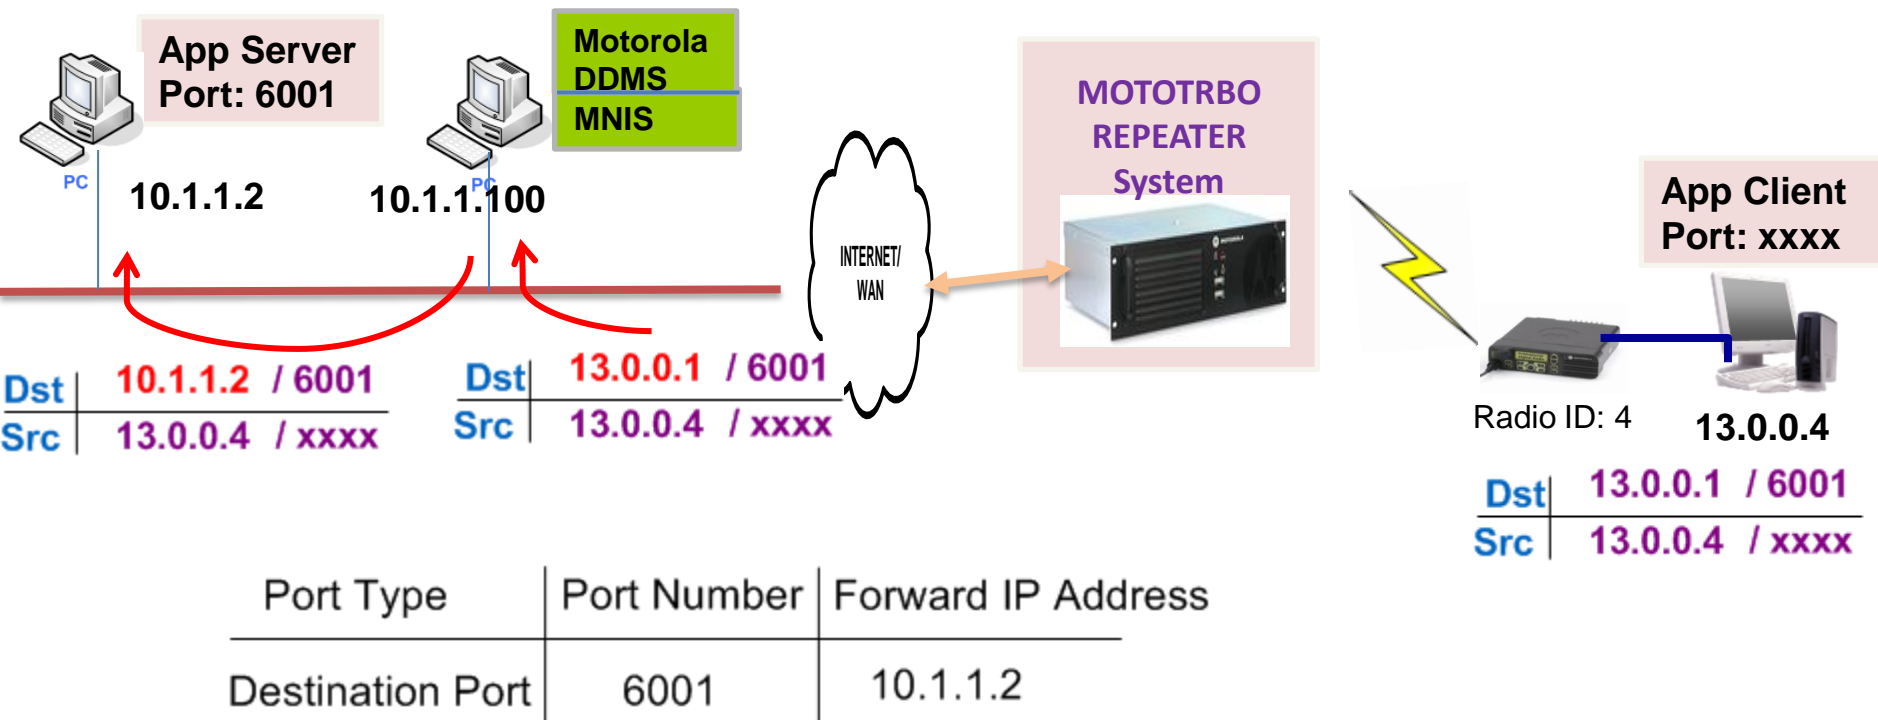 App Server
Port: 6001
PC
10.1.1.2
Motorola
DDMS
MNIS
PC
10.1.1.100
INTERNET/
WAN
MOTOTRBO
REPEATER
System
App Client
Port: xxxx
Radio ID: 4
13.0.0.4
Dst 10.1.1.2 / 6001
Src 13.0.0.4 / xxxx
Dst 13.0.0.1 / 6001
Src 13.0.0.4 / xxxx
Dst 13.0.0.1 / 6001
Src 13.0.0.4 / xxxx
Port Type Port Number Forward IP Address
Destination Port 6001 10.1.1.2